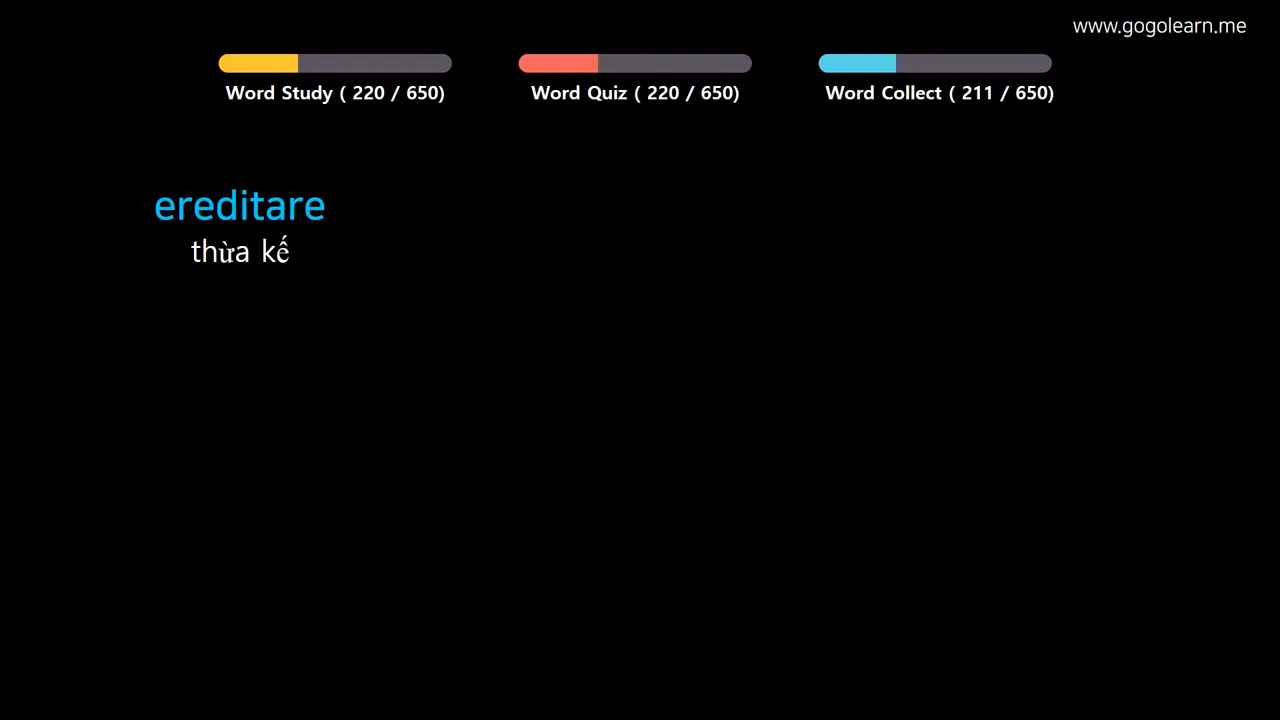 www.gogolearn.me
Word Study ( 220 / 650)
Word Quiz ( 220 / 650)
Word Collect ( 211 / 650)
ereditare
thừa kế